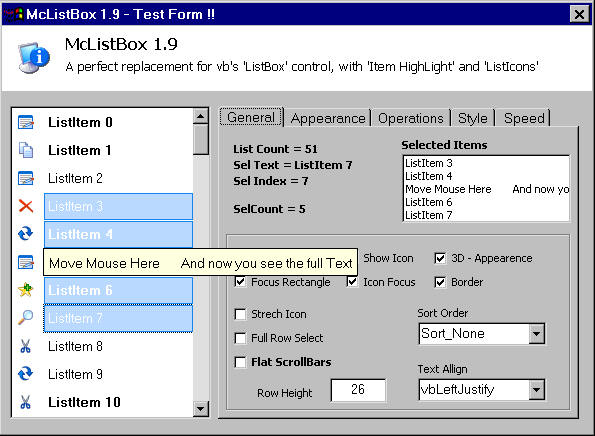 McListBox 1.9 - Test Form !!
McListBox 1.9
A perfect replacement for vb's 'ListBox' control, with 'Item HighLight' and 'ListIcons'
ListItem 0
ListItem 1
ListItem 2
ListItem 3
ListItem 4
Move Mouse Here And now you see the full Text
ListItem 6
ListItem 7
ListItem 8
ListItem 9
ListItem 10
General Appearance Operations Style Speed
List Count = 51
Sel Text = ListItem 7
Sel Index = 7
SelCount = 5
Selected Items
ListItem 3
ListItem 4
Move Mouse Here And now yo
ListItem 6
ListItem 7
Show Icon
3D - Appearence
Focus Rectangle
Icon Focus
Border
Strech Icon
Full Row Select
Flat ScrollBars
Row Height 26
Sort Order
Sort_None
Text Allign
vbLeftJustify